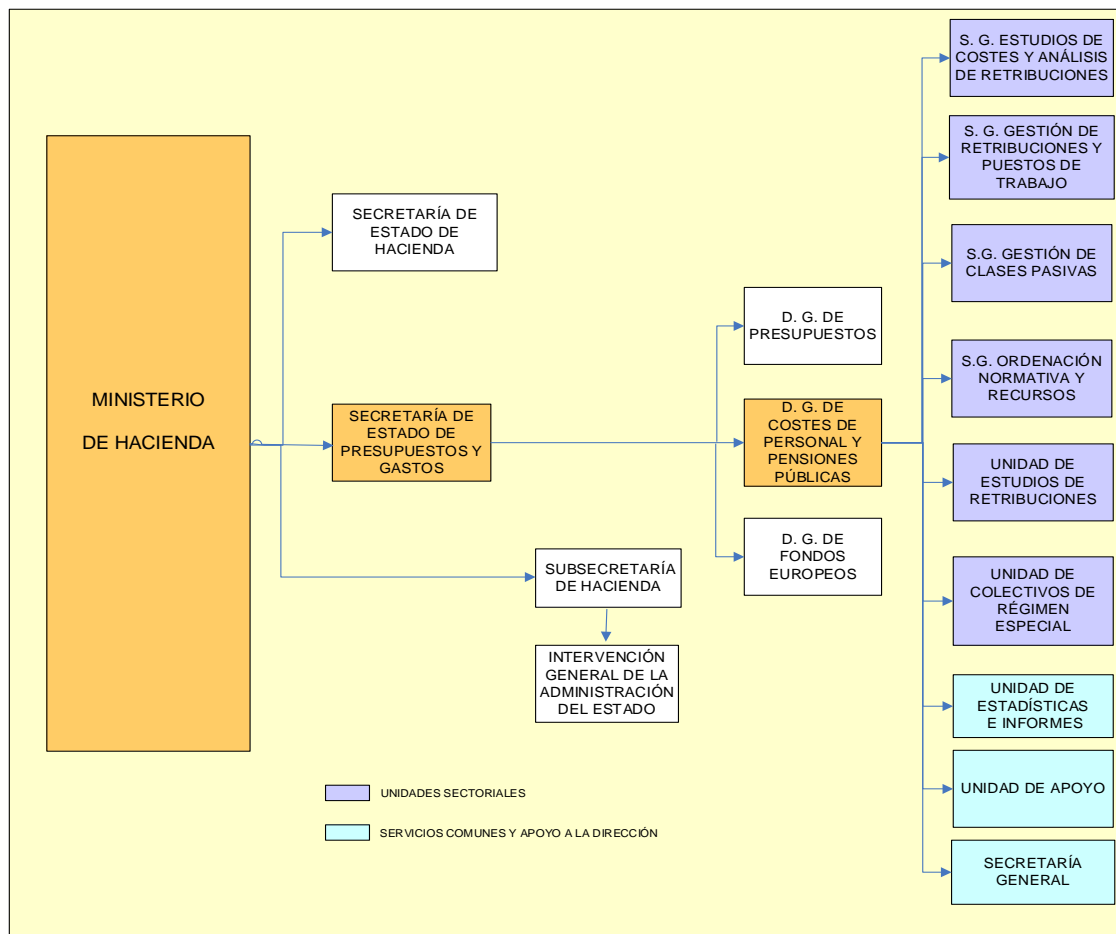 MINISTERIO
DE HACIENDA
SECRETARÍA DE
ESTADO DE
HACIENDA
SECRETARÍA DE
ESTADO DE
PRESUPUESTOS Y
GASTOS
SUBSECRETARÍA
DE HACIENDA
INTERVENCIÓN
GENERAL DE LA
ADMINISTRACIÓN
DEL ESTADO
D. G. DE
PRESUPUESTOS
D. G. DE
COSTES DE
PERSONAL Y
PENSIONES
PÚBLICAS
D. G. DE
FONDOS
EUROPEOS
S. G. ESTUDIOS DE
COSTES Y ANÁLISIS
DE RETRIBUCIONES
S. G. GESTIÓN DE
RETRIBUCIONES Y
PUESTOS DE
TRABAJO
S.G. GESTIÓN DE
CLASES PASIVAS
S.G. ORDENACIÓN
NORMATIVA Y
RECURSOS
UNIDAD DE
ESTUDIOS DE
RETRIBUCIONES
UNIDAD DE
COLECTIVOS DE
RÉGIMEN
ESPECIAL
UNIDAD DE
ESTADÍSTICAS
E INFORMES
UNIDAD DE APOYO
SECRETARÍA
GENERAL
UNIDADES SECTORIALES
SERVICIOS COMUNES Y APOYO A LA DIRECCIÓN